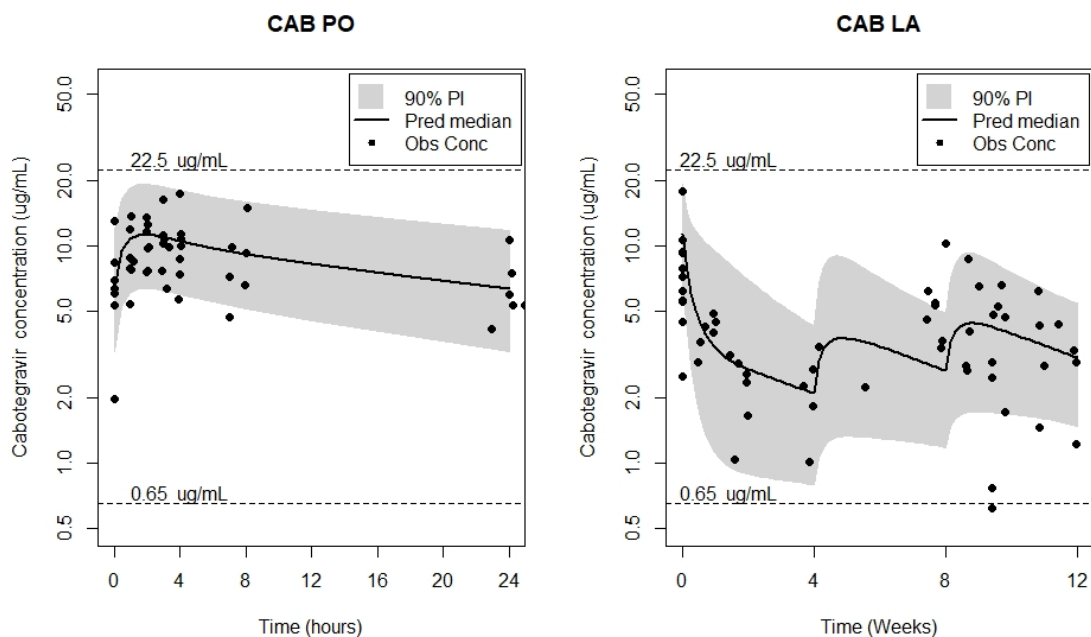 CAB PO
Cabotegravir concentration (ug/mL)
50.0
20.0
10.0
5.0
2.0
1.0
0.5
90% PI
Pred median
Obs Conc
22.5 ug/mL
0.65 ug/mL
0 4 8 12 16 20 24
Time (hours)
CAB LA
Cabotegravir concentration (ug/mL)
50.0
20.0
10.0
5.0
2.0
1.0
0.5
90% PI
Pred median
Obs Conc
22.5 ug/mL
0.65 ug/mL
0 4 8 12
Time (Weeks)